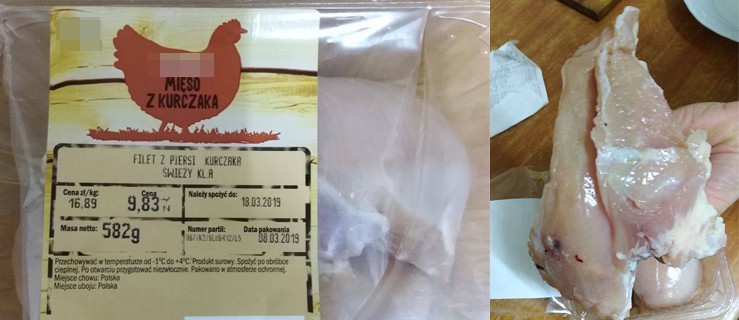 MIĘSO
Z KURCZAKA
FILET Z PIERSI KURCZAKA
ŚWIEŻY KL.A
Cena zł/kg: Cena Należy spożyć do:
16,89 9,83 zł 18.03.2019
Masa netto: Numer partii: Data pakowania
582g 08.03.2019
Przechowywać w temperaturze od -1°C do +4°C. Produkt surowy. Spożyć po obróbce
cieplnej. Po otwarciu przygotować niezwłocznie. Pakowano w atmosferze ochronnej.
Miejsce chowu: Polska
Miejsce uboju: Polska